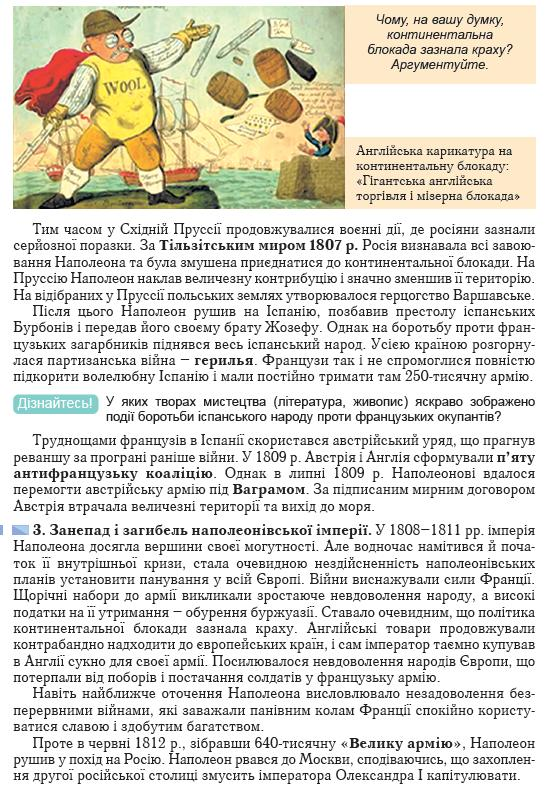 WOOL
Чому, на вашу думку,
континентальна
блокада зазнала краху?
Аргументуйте.
Англійська карикатура на
континентальну блокаду:
«Гігантська англійська
торгівля і мізерна блокада»
Тим часом у Східній Пруссії продовжувалися воєнні дії, де росіяни зазнали
серйозної поразки. За Тільзітським миром 1807 р. Росія визнавала всі завою-
вання Наполеона та була змушена приєднатися до континентальної блокади. На
Пруссію Наполеон наклав величезну контрибуцію і значно зменшив її територію.
На відібраних у Пруссії польських землях утворювалося герцогство Варшавське.
Після цього Наполеон рушив на Іспанію, позбавив престолу іспанських
Бурбонів і передав його своєму брату Жозефу. Однак на боротьбу проти фран-
цузьких загарбників піднявся весь іспанський народ. Усією країною розгорну-
лася партизанська війна – герилья. Французи так і не спромоглися повністю
підкорити волелюбну Іспанію і мали постійно тримати там 250-тисячну армію.
Дізнайтесь! У яких творах мистецтва (література, живопис) яскраво зображено
події боротьби іспанського народу проти французьких окупантів?
Труднощами французів в Іспанії скористався австрійський уряд, що прагнув
реваншу за програні раніше війни. У 1809 р. Австрія і Англія сформували п’яту
антифранцузьку коаліцію. Однак в липні 1809 р. Наполеонові вдалося
перемогти австрійську армію під Ваграмом. За підписаним мирним договором
Австрія втрачала величезні території та вихід до моря.
3. Занепад і загибель наполеонівської імперії. У 1808–1811 рр. імперія
Наполеона досягла вершини своєї могутності. Але водночас намітився й поча-
ток її внутрішньої кризи, стала очевидною нездійсненність наполеонівських
планів установити панування у всій Європі. Війни виснажували сили Франції.
Щорічні набори до армії викликали зростаюче невдоволення народу, а високі
податки на її утримання – обурення буржуазії. Ставало очевидним, що політика
континентальної блокади зазнала краху. Англійські товари продовжували
контрабандно надходити до європейських країн, і сам імператор таємно купував
в Англії сукно для своєї армії. Посилювалося невдоволення народів Європи, що
потерпали від поборів і постачання солдатів у французьку армію.
Навіть найближче оточення Наполеона висловлювало незадоволення без-
перервними війнами, які заважали панівним колам Франції спокійно користу-
ватися славою і здобутим багатством.
Проте в червні 1812 р., зібравши 640-тисячну «Велику армію», Наполеон
рушив у похід на Росію. Наполеон рвався до Москви, сподіваючись, що захоплен-
ня другої російської столиці змусить імператора Олександра І капітулювати.